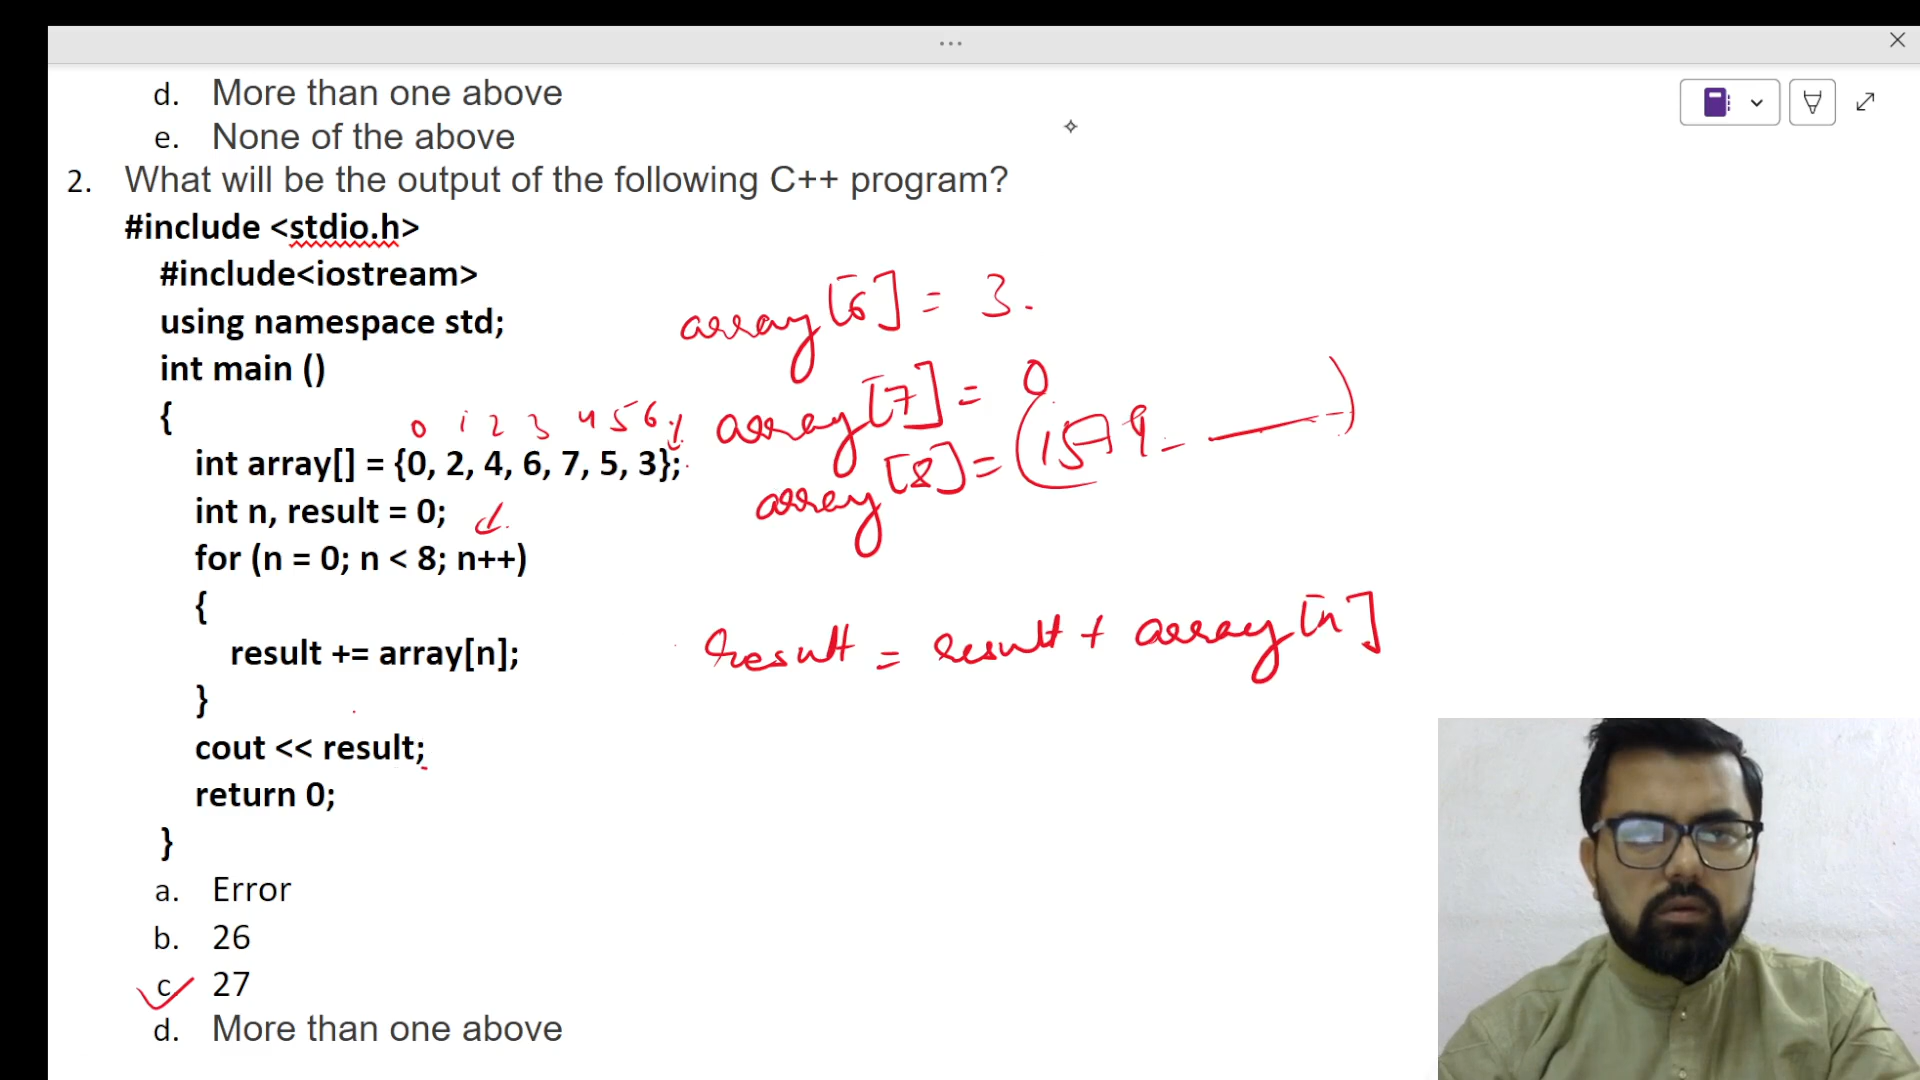 d. More than one above
e. None of the above
2. What will be the output of the following C++ program?
#include <stdio.h>
#include<iostream>
using namespace std;
int main ()
{
0 1 2 3 4 5 6 7
int array[] = {0, 2, 4, 6, 7, 5, 3};
int n, result = 0;
for (n = 0; n < 8; n++)
{
result += array[n];
}
cout << result;
return 0;
}
a. Error
b. 26
c. 27
d. More than one above
array[6] = 3.
array[7] = 0
array[8] = (1579
result = result + array[n]